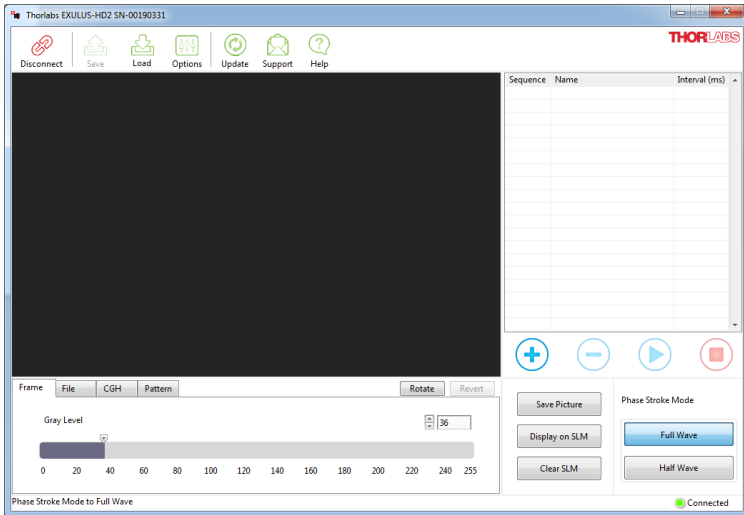 Thorlabs EXULUS-HD2 SN-00190331
THORLABS
Disconnect Save Load Options Update Support Help
Sequence Name Interval (ms)
Frame File CGH Pattern Rotate Revert
Gray Level 36
0 20 40 60 80 100 120 140 160 180 200 220 240 255
Save Picture
Display on SLM
Clear SLM
Phase Stroke Mode
Full Wave
Half Wave
Phase Stroke Mode to Full Wave
Connected